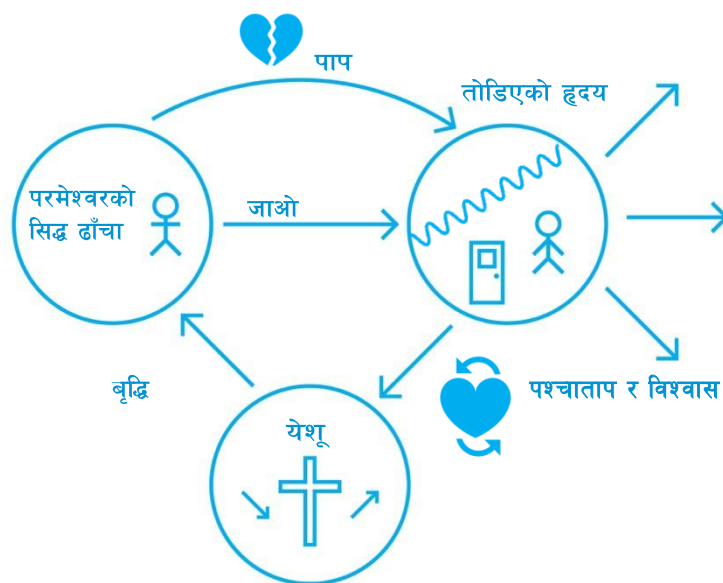 पाप
तोडिएको हृदय
परमेश्वरको
सिद्ध ढाँचा
जाओ
बृद्धि
पश्चाताप र विश्वास
येशू